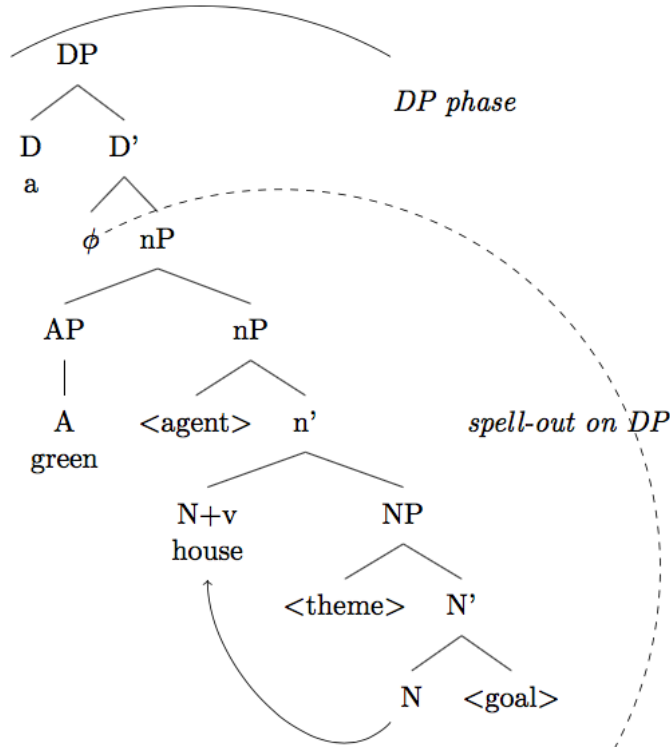 DP
DP phase
D D’
a
ϕ nP
AP nP
A <agent> n’ spell-out on DP
green
N+v NP
house
<theme> N’
N <goal>